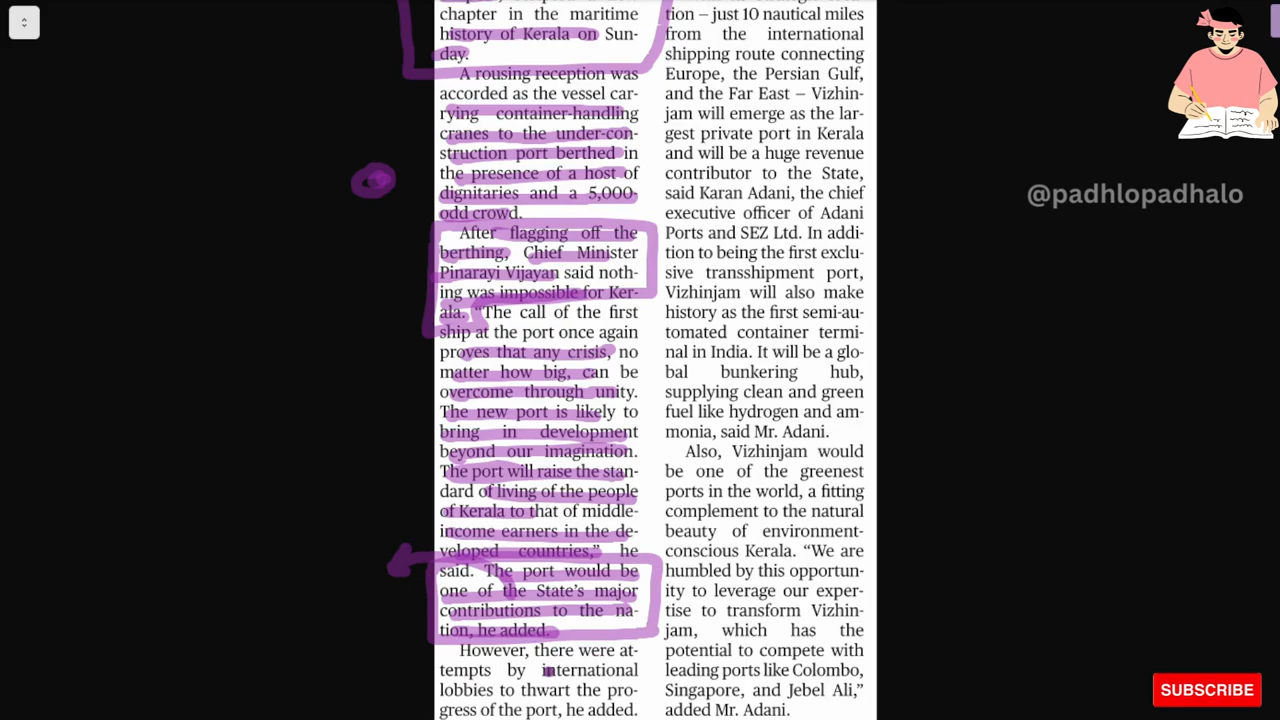 chapter in the maritime
history of Kerala on Sun-
day.
A rousing reception was
accorded as the vessel car-
rying container-handling
cranes to the under-con-
struction port berthed in
the presence of a host of
dignitaries and a 5,000-
odd crowd.
After flagging off the
berthing, Chief Minister
Pinarayi Vijayan said noth-
ing was impossible for Ker-
ala. “The call of the first
ship at the port once again
proves that any crisis, no
matter how big, can be
overcome through unity.
The new port is likely to
bring in development
beyond our imagination.
The port will raise the stan-
dard of living of the people
of Kerala to that of middle-
income earners in the de-
veloped countries,” he
said. The port would be
one of the State’s major
contributions to the na-
tion, he added.
However, there were at-
tempts by international
lobbies to thwart the pro-
gress of the port, he added.
tion – just 10 nautical miles
from the international
shipping route connecting
Europe, the Persian Gulf,
and the Far East – Vizhin-
jam will emerge as the lar-
gest private port in Kerala
and will be a huge revenue
contributor to the State,
said Karan Adani, the chief
executive officer of Adani
Ports and SEZ Ltd. In addi-
tion to being the first exclu-
sive transshipment port,
Vizhinjam will also make
history as the first semi-au-
tomated container termi-
nal in India. It will be a glo-
bal bunkering hub,
supplying clean and green
fuel like hydrogen and am-
monia, said Mr. Adani.
Also, Vizhinjam would
be one of the greenest
ports in the world, a fitting
complement to the natural
beauty of environment-
conscious Kerala. “We are
humbled by this opportun-
ity to leverage our exper-
tise to transform Vizhin-
jam, which has the
potential to compete with
leading ports like Colombo,
Singapore, and Jebel Ali,”
added Mr. Adani.
@padhlopadhalo
SUBSCRIBE